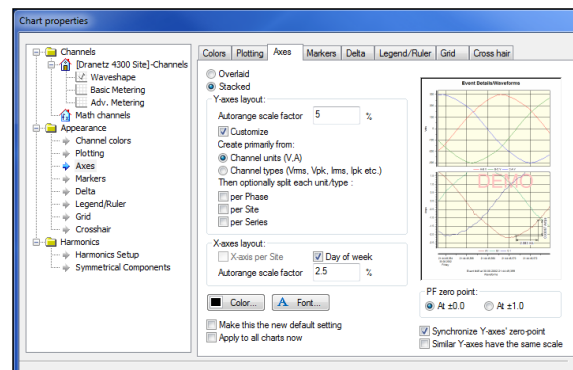 Chart properties
Channels
[Dranetz 4300 Site]-Channels
Waveshape
Basic Metering
Adv. Metering
Math channels
Appearance
Channel colors
Plotting
Axes
Markers
Delta
Legend/Ruler
Grid
Crosshair
Harmonics
Harmonics Setup
Symmetrical Components
Colors Plotting Axes Markers Delta Legend/Ruler Grid Cross hair
Overlaid
Stacked
Y-axes layout:
Autorange scale factor 5 %
Customize
Create primarily from:
Channel units (V,A)
Channel types (Vrms, Vpk, Irms, Ipk etc.)
Then optionally split each unit/type :
per Phase
per Site
per Series
X-axes layout:
X-axis per Site Day of week
Autorange scale factor 2.5 %
Color... A Font...
Make this the new default setting
Apply to all charts now
Event Details/Waveforms
DEMO
PF zero point:
At ±0.0 At ±1.0
Synchronize Y-axes' zero-point
Similar Y-axes have the same scale